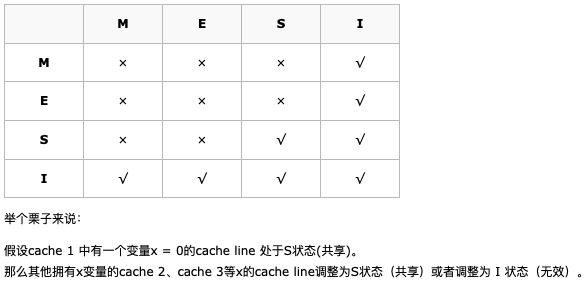 M E S I
M × × × √
E × × × √
S × × √ √
I √ √ √ √
举个栗子来说：
假设cache 1 中有一个变量x = 0的cache line 处于S状态(共享)。
那么其他拥有x变量的cache 2、cache 3等x的cache line调整为S状态（共享）或者调整为 I 状态（无效）。